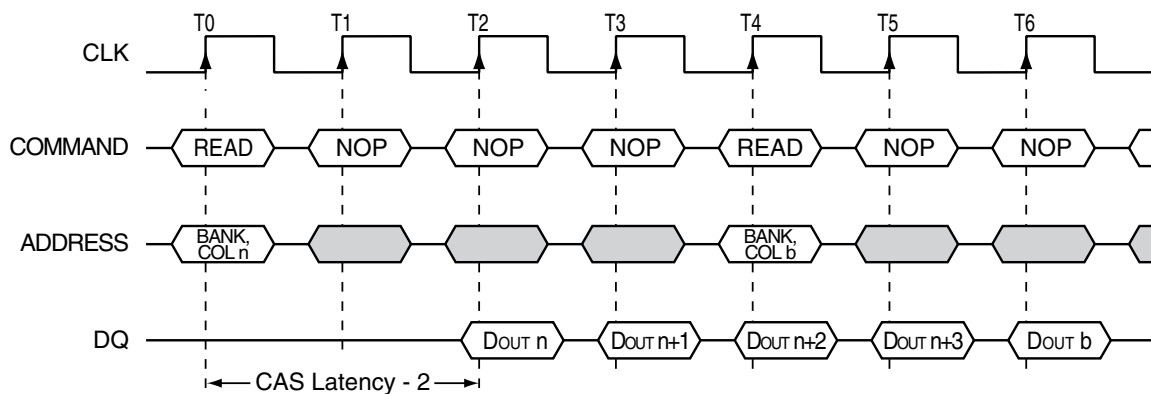 T0 T1 T2 T3 T4 T5 T6
CLK
COMMAND READ NOP NOP NOP READ NOP NOP
ADDRESS BANK, COL n BANK, COL b
DQ DOUT n DOUT n+1 DOUT n+2 DOUT n+3 DOUT b
CAS Latency - 2